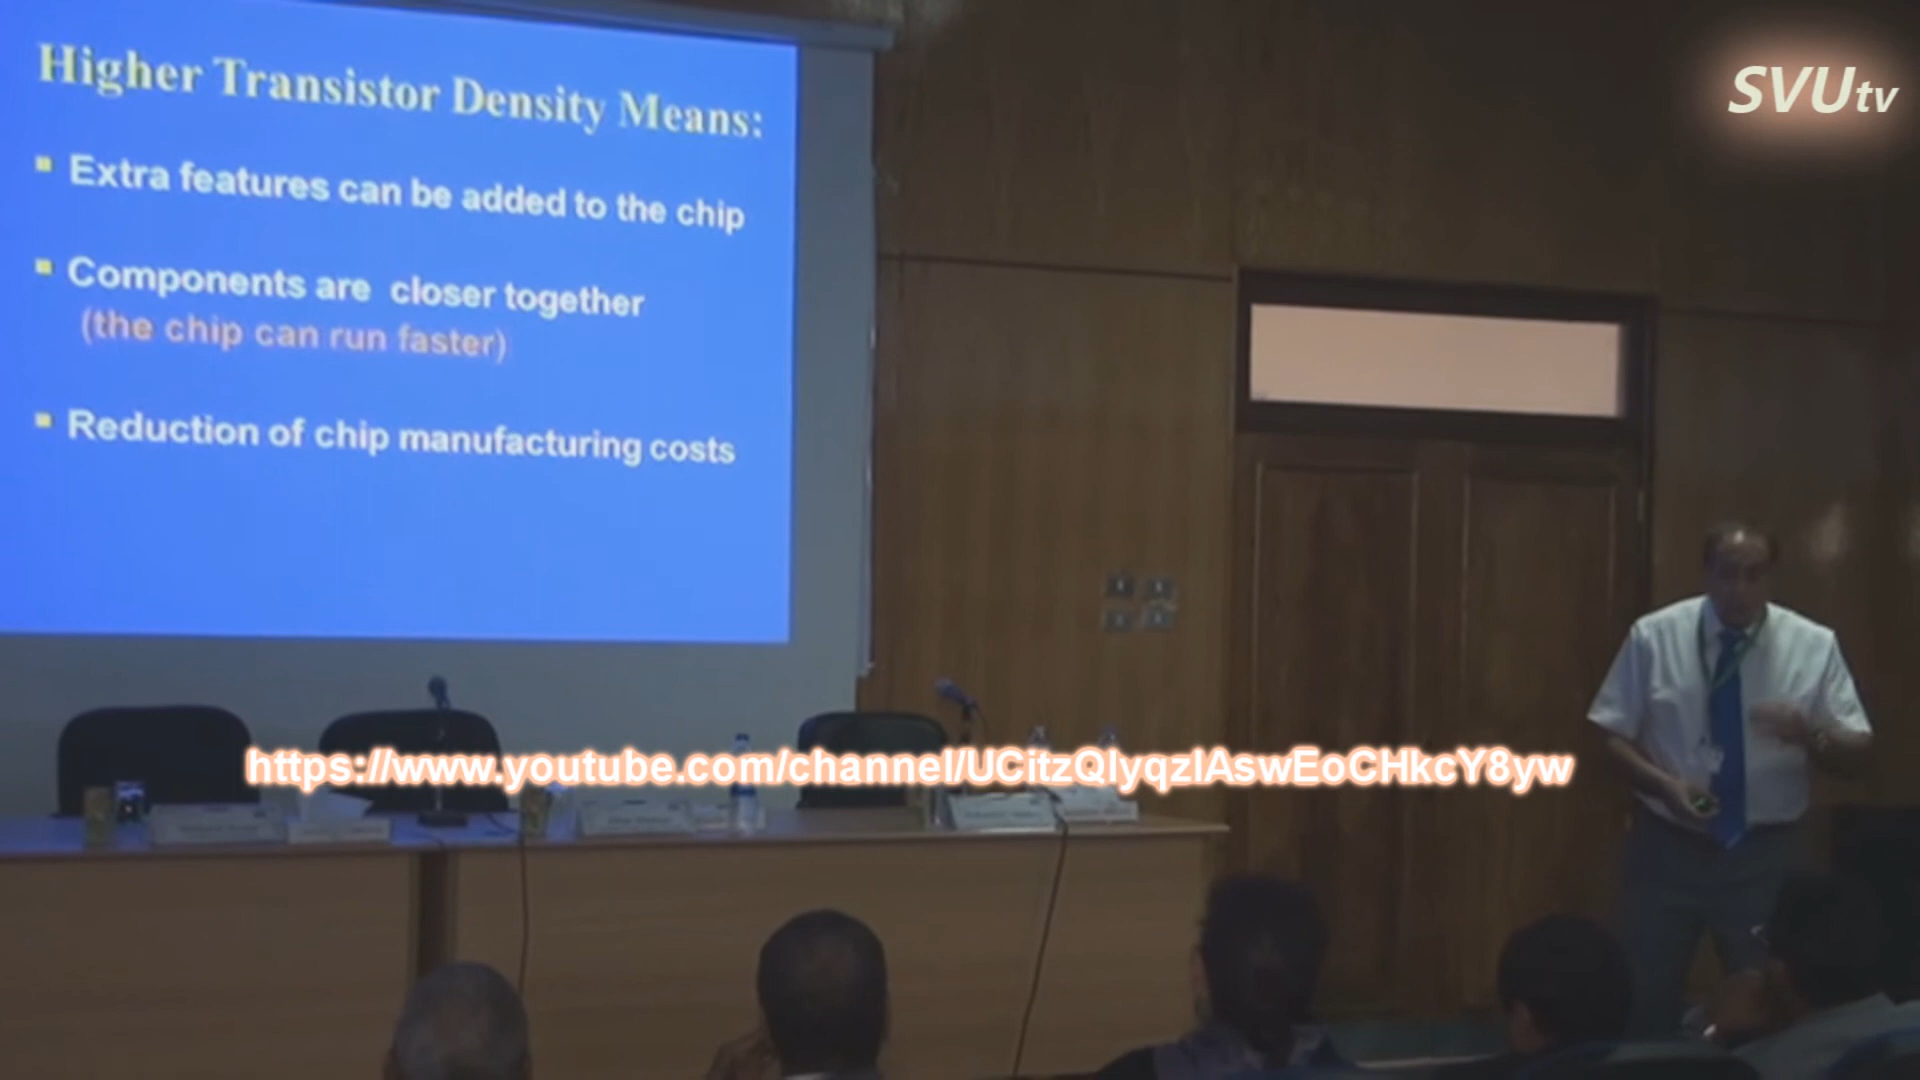 Higher Transistor Density Means:
Extra features can be added to the chip
Components are closer together
(the chip can run faster)
Reduction of chip manufacturing costs
SVUtv
https://www.youtube.com/channel/UCitzQlyqzlAswEoCHkcY8yw